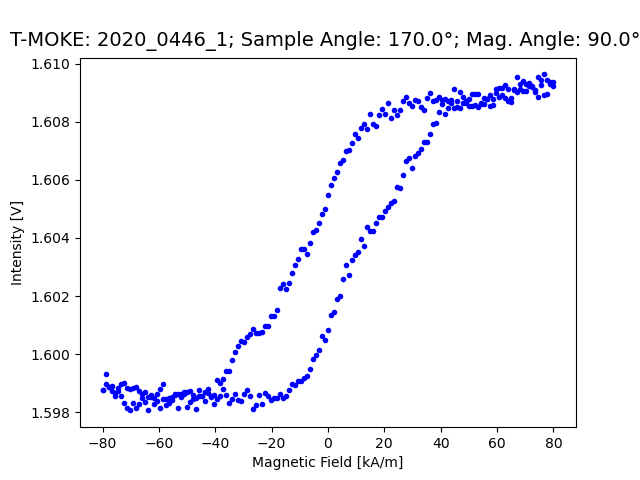 T-MOKE: 2020_0446_1; Sample Angle: 170.0°; Mag. Angle: 90.0°
1.610
1.608
1.606
1.604
1.602
1.600
1.598
Intensity [V]
−80 −60 −40 −20 0 20 40 60 80
Magnetic Field [kA/m]